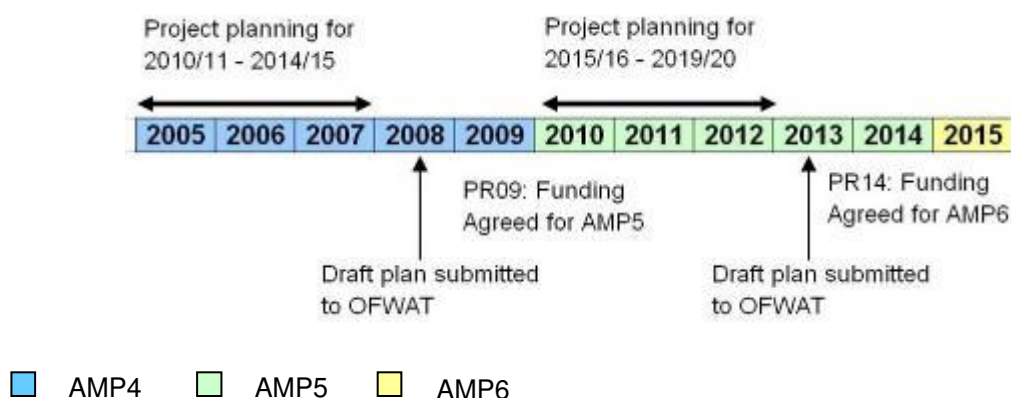 Project planning for
2010/11 - 2014/15
Project planning for
2015/16 - 2019/20
2005 2006 2007 2008 2009 2010 2011 2012 2013 2014 2015
PR09: Funding
Agreed for AMP5
PR14: Funding
Agreed for AMP6
Draft plan submitted
to OFWAT
Draft plan submitted
to OFWAT
AMP4 AMP5 AMP6